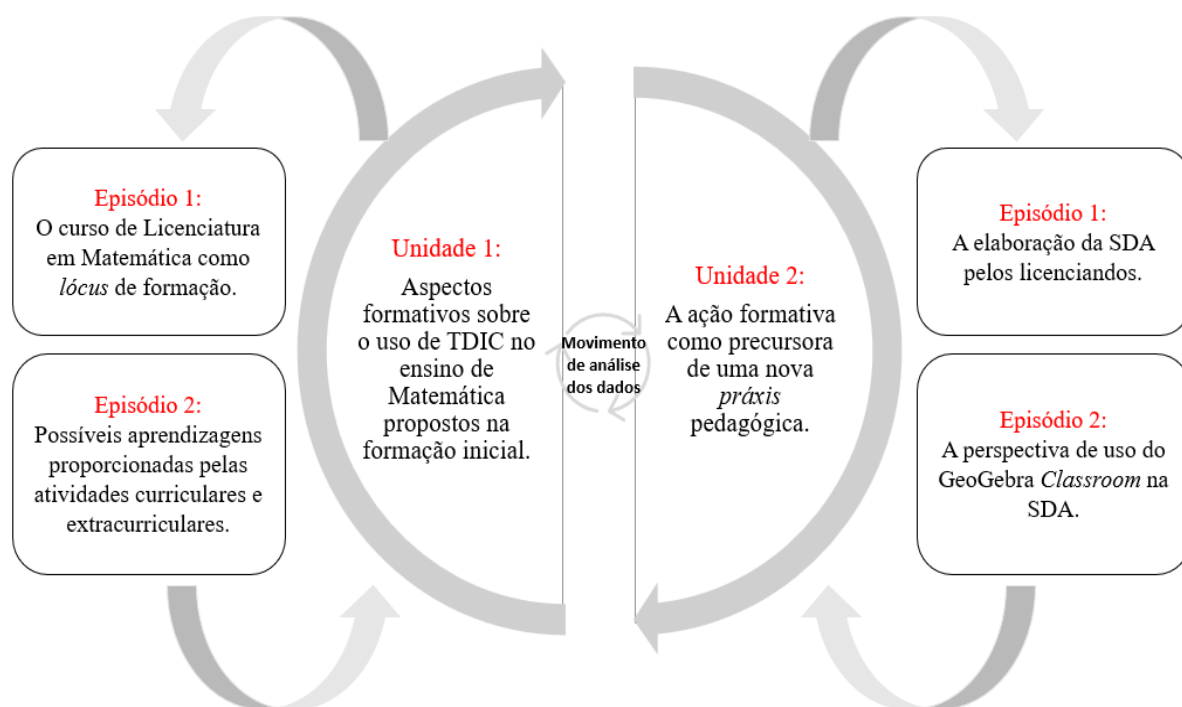 Episódio 1:
O curso de Licenciatura
em Matemática como
lócus de formação.
Episódio 2:
Possíveis aprendizagens
proporcionadas pelas
atividades curriculares e
extracurriculares.
Unidade 1:
Aspectos
formativos sobre
o uso de TDIC no
ensino de
Matemática
propostos na
formação inicial.
Movimento
de análise
dos dados
Unidade 2:
A ação formativa
como precursora
de uma nova
práxis
pedagógica.
Episódio 1:
A elaboração da SDA
pelos licenciandos.
Episódio 2:
A perspectiva de uso do
GeoGebra Classroom na
SDA.